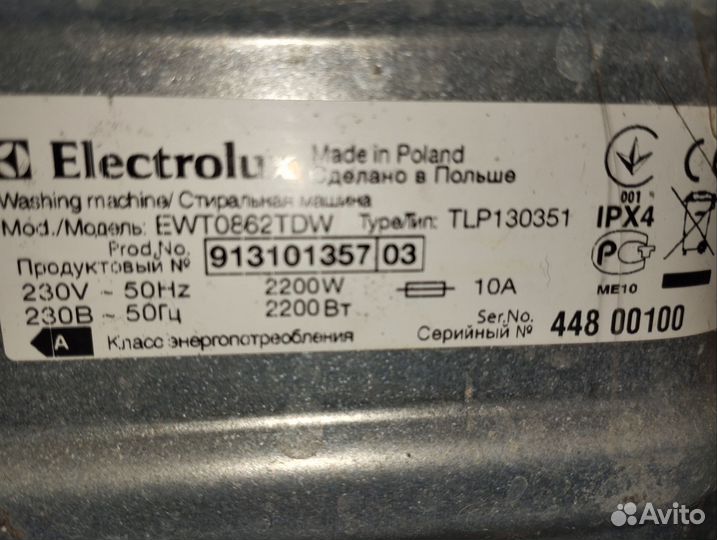 Electrolux
Made in Poland
Сделано в Польше
Washing machine/ Стиральная машина
Mod./Модель: EWT0862TDW Type/Тип: TLP130351
001
IPX4
Prod.No. 913101357 03
Продуктовый №
230V ~ 50Hz 2200W 10A
230В ~ 50Гц 2200Вт
ME10
Ser.No. 448 00100
Серийный №
A Класс энергопотребления
Avito